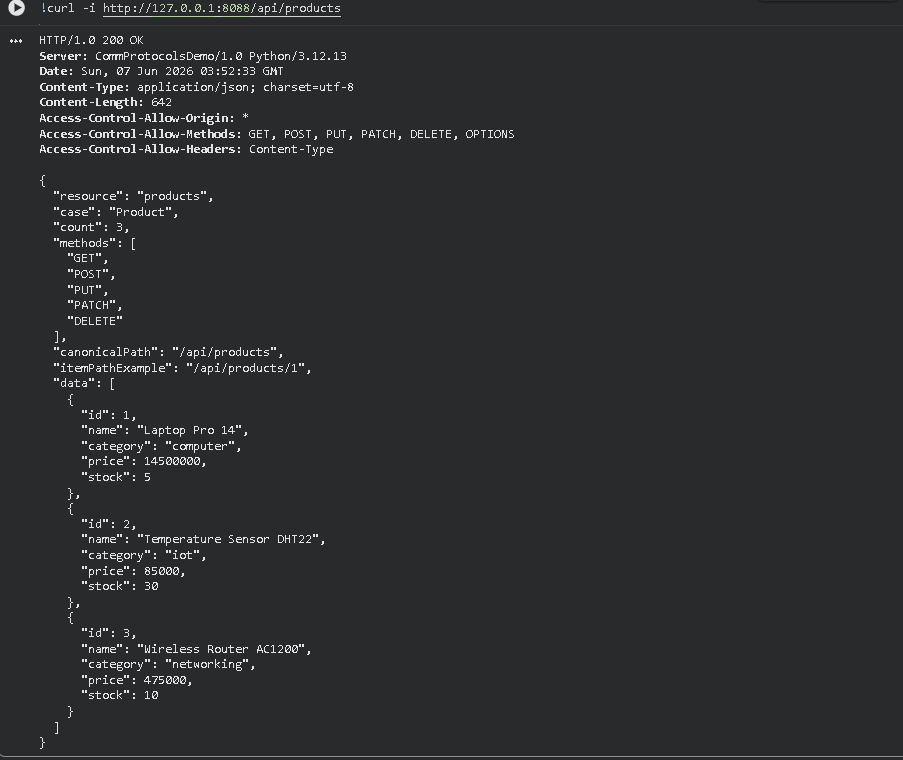 !curl -i http://127.0.0.1:8088/api/products
HTTP/1.0 200 OK
Server: CommProtocolsDemo/1.0 Python/3.12.13
Date: Sun, 07 Jun 2026 03:52:33 GMT
Content-Type: application/json; charset=utf-8
Content-Length: 642
Access-Control-Allow-Origin: *
Access-Control-Allow-Methods: GET, POST, PUT, PATCH, DELETE, OPTIONS
Access-Control-Allow-Headers: Content-Type
{
  "resource": "products",
  "case": "Product",
  "count": 3,
  "methods": [
    "GET",
    "POST",
    "PUT",
    "PATCH",
    "DELETE"
  ],
  "canonicalPath": "/api/products",
  "itemPathExample": "/api/products/1",
  "data": [
    {
      "id": 1,
      "name": "Laptop Pro 14",
      "category": "computer",
      "price": 14500000,
      "stock": 5
    },
    {
      "id": 2,
      "name": "Temperature Sensor DHT22",
      "category": "iot",
      "price": 85000,
      "stock": 30
    },
    {
      "id": 3,
      "name": "Wireless Router AC1200",
      "category": "networking",
      "price": 475000,
      "stock": 10
    }
  ]
}